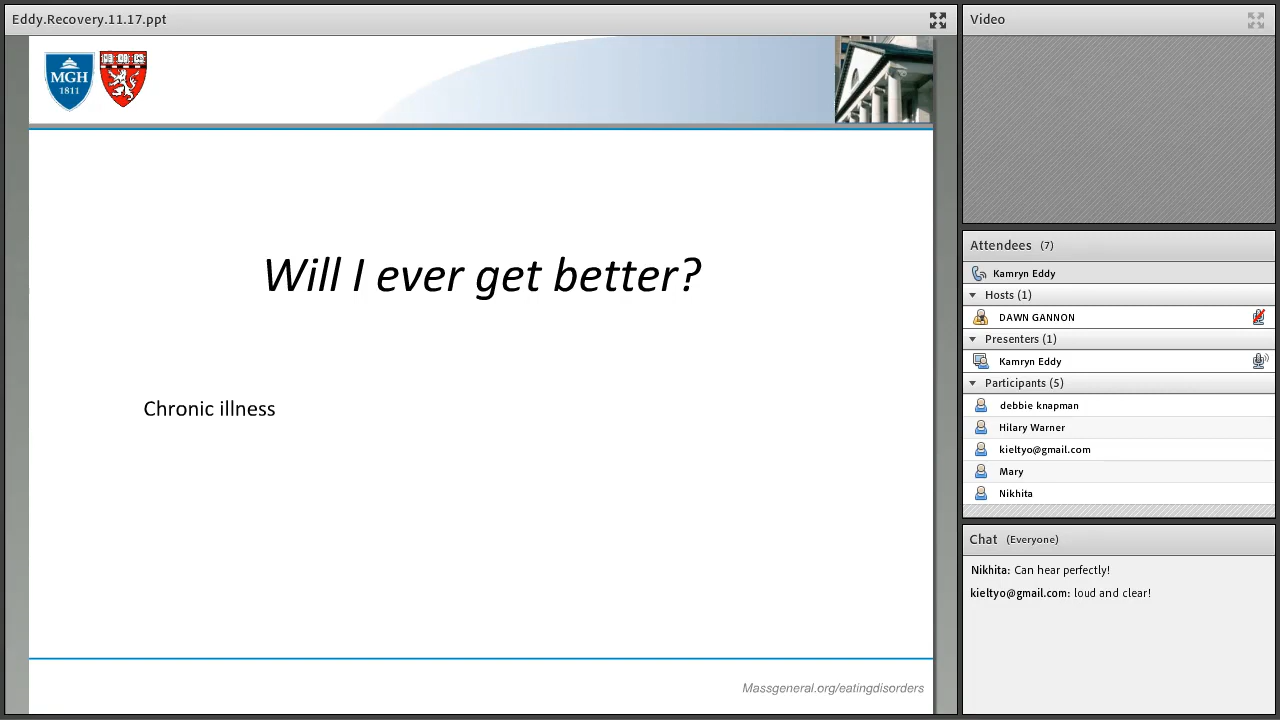 Eddy.Recovery.11.17.ppt
MGH
1811
Will I ever get better?
Chronic illness
Massgeneral.org/eatingdisorders
Video
Attendees (7)
Kamryn Eddy
Hosts (1)
DAWN GANNON
Presenters (1)
Kamryn Eddy
Participants (5)
debbie knapman
Hilary Warner
kieltyo@gmail.com
Mary
Nikhita
Chat (Everyone)
Nikhita: Can hear perfectly!
kieltyo@gmail.com: loud and clear!